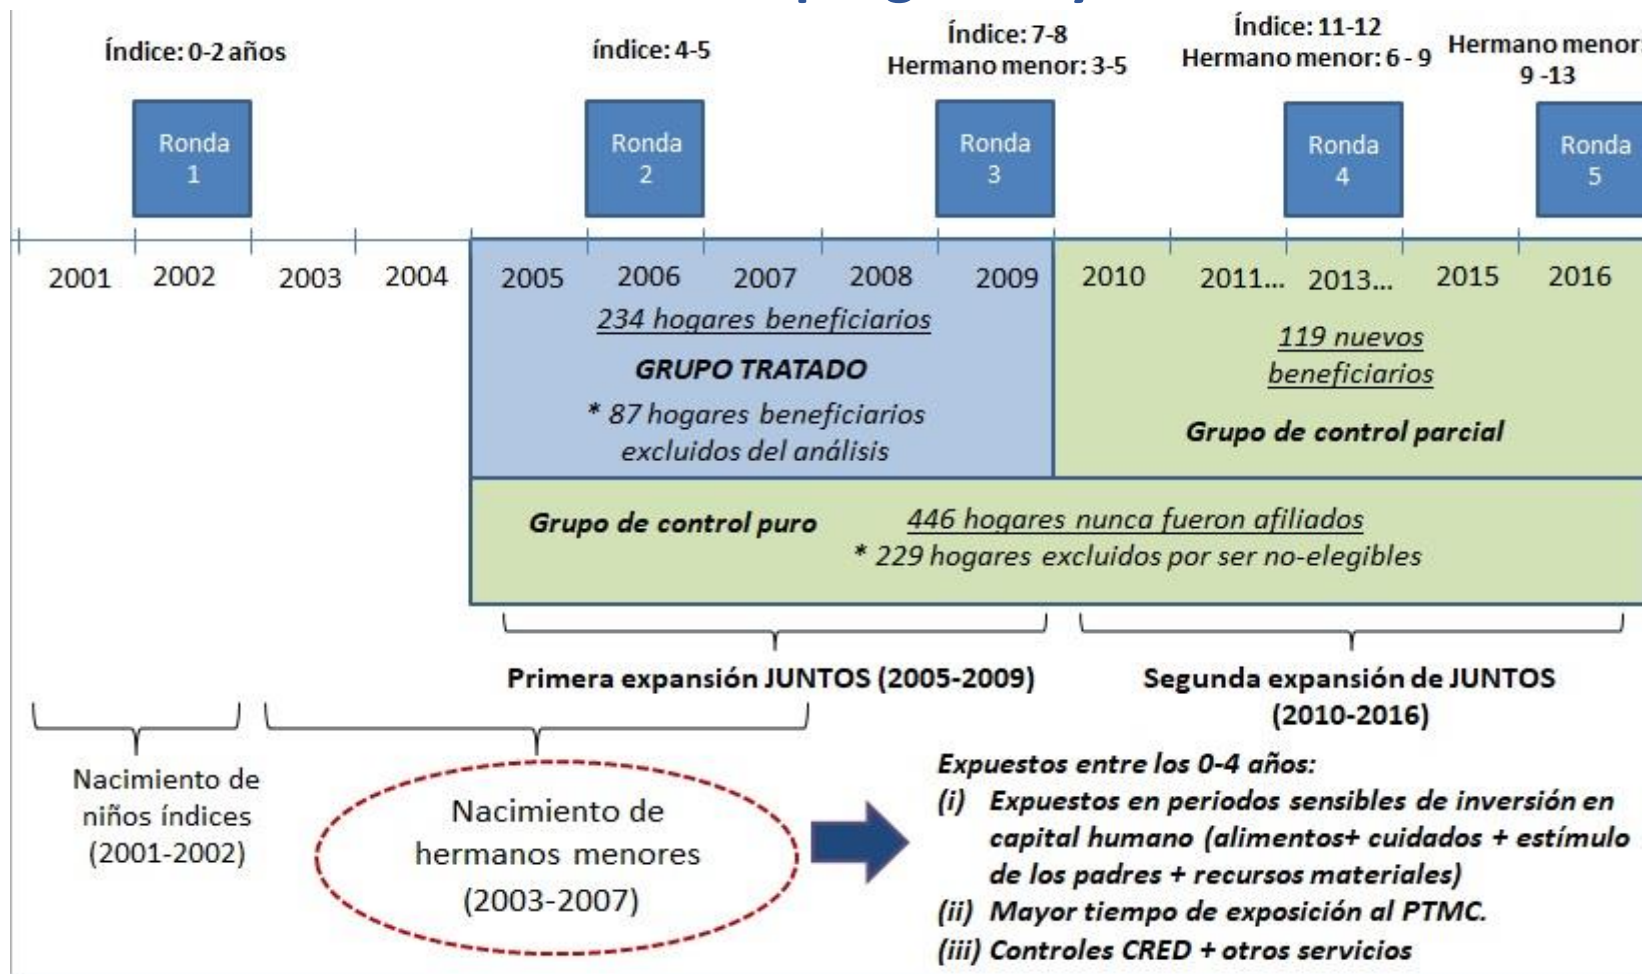 Índice: 0-2 años
índice: 4-5
Índice: 7-8
Hermano menor: 3-5
Índice: 11-12
Hermano menor: 6 - 9
Hermano menor:
9 -13
Ronda
1
Ronda
2
Ronda
3
Ronda
4
Ronda
5
2001
2002
2003
2004
2005
2006
2007
2008
2009
2010
2011...
2013...
2015
2016
234 hogares beneficiarios
GRUPO TRATADO
* 87 hogares beneficiarios
excluidos del análisis
119 nuevos
beneficiarios
Grupo de control parcial
Grupo de control puro
446 hogares nunca fueron afiliados
* 229 hogares excluidos por ser no-elegibles
Primera expansión JUNTOS (2005-2009)
Segunda expansión de JUNTOS
(2010-2016)
Nacimiento de
niños índices
(2001-2002)
Nacimiento de
hermanos menores
(2003-2007)
Expuestos entre los 0-4 años:
(i) Expuestos en periodos sensibles de inversión en
capital humano (alimentos+ cuidados + estímulo
de los padres + recursos materiales)
(ii) Mayor tiempo de exposición al PTMC.
(iii) Controles CRED + otros servicios